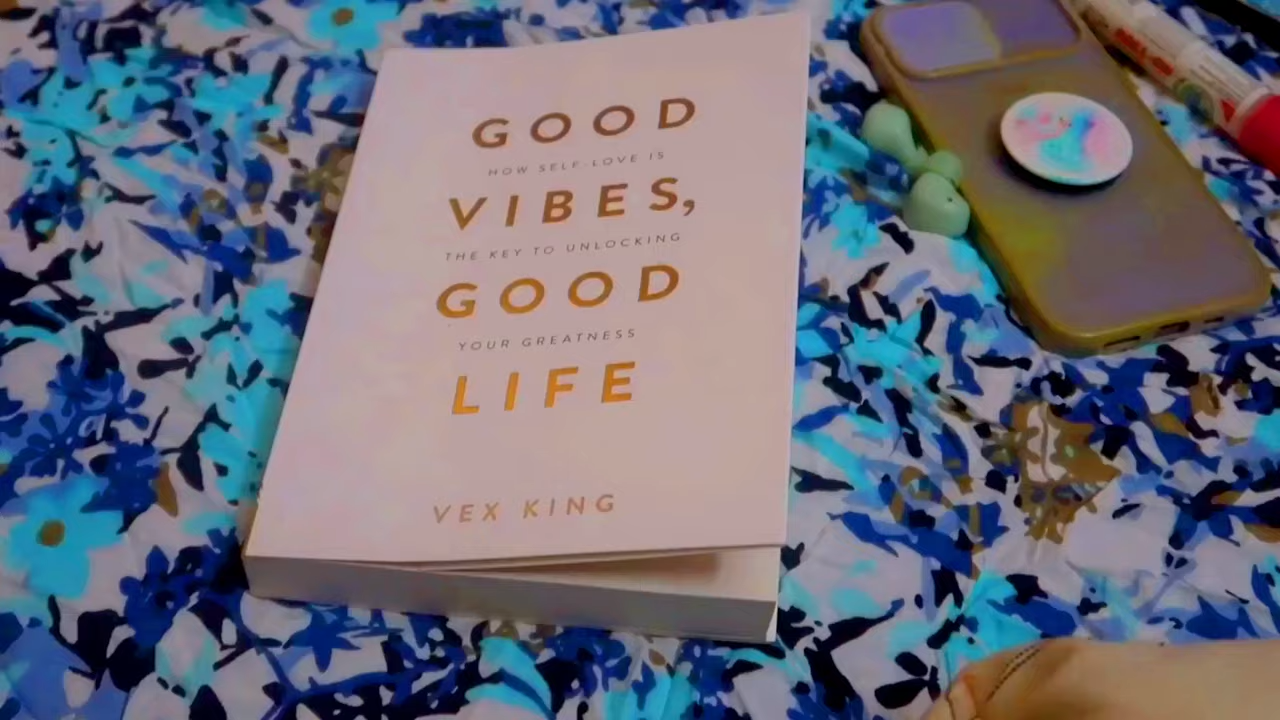 GOOD
HOW SELF-LOVE IS
VIBES,
THE KEY TO UNLOCKING
GOOD
YOUR GREATNESS
LIFE
VEX KING